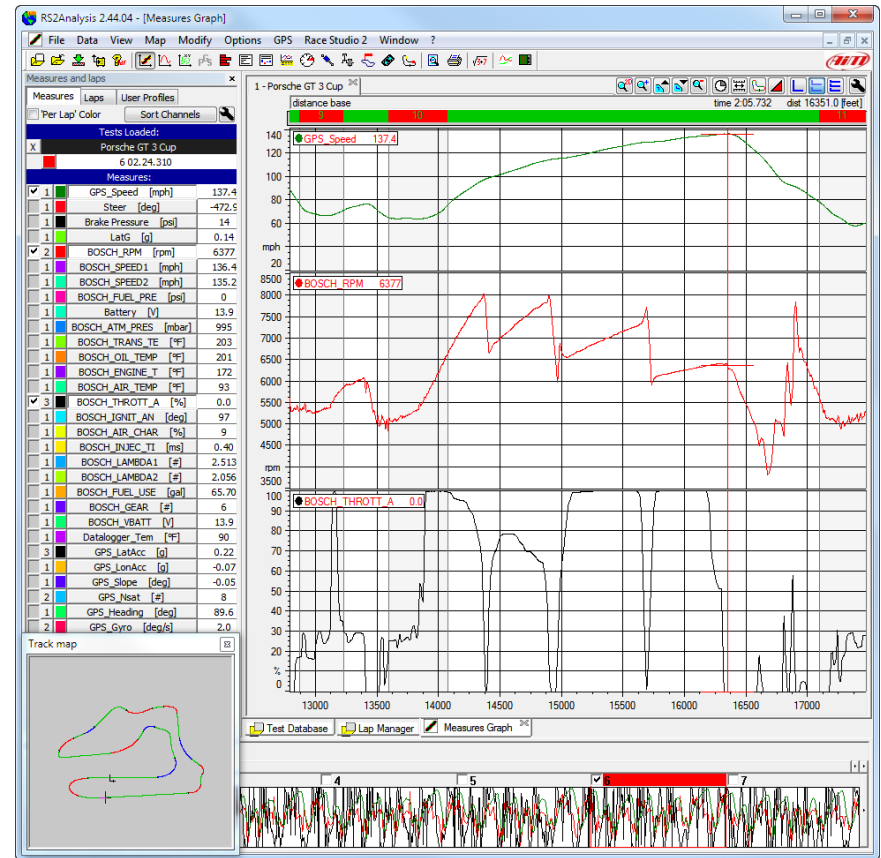 RS2Analysis 2.44.04 - [Measures Graph]
File Data View Map Modify Options GPS Race Studio 2 Window ?
AiM
Measures and laps x
Measures Laps User Profiles
'Per Lap' Color Sort Channels
Tests Loaded:
X Porsche GT 3 Cup
6 02.24.310
Measures:
1 GPS_Speed [mph] 137.4
1 Steer [deg] -472.9
1 Brake Pressure [psi] 14
1 LatG [g] 0.14
2 BOSCH_RPM [rpm] 6377
1 BOSCH_SPEED1 [mph] 136.4
1 BOSCH_SPEED2 [mph] 135.2
1 BOSCH_FUEL_PRE [psi] 0
1 Battery [V] 13.9
1 BOSCH_ATM_PRES [mbar] 995
1 BOSCH_TRANS_TE [ºF] 203
1 BOSCH_OIL_TEMP [ºF] 201
1 BOSCH_ENGINE_T [ºF] 172
1 BOSCH_AIR_TEMP [ºF] 93
3 BOSCH_THROTT_A [%] 0.0
1 BOSCH_IGNIT_AN [deg] 97
1 BOSCH_AIR_CHAR [%] 9
1 BOSCH_INJEC_TI [ms] 0.40
1 BOSCH_LAMBDA1 [#] 2.513
1 BOSCH_LAMBDA2 [#] 2.056
1 BOSCH_FUEL_USE [gal] 65.70
1 BOSCH_GEAR [#] 6
1 BOSCH_VBATT [V] 13.9
1 Datalogger_Tem [ºF] 90
3 GPS_LatAcc [g] 0.22
1 GPS_LonAcc [g] -0.07
1 GPS_Slope [deg] -0.05
2 GPS_Nsat [#] 8
1 GPS_Heading [deg] 89.6
2 GPS_Gyro [deg/s] 2.0
Track map
1 - Porsche GT 3 Cup
distance base time 2:05.732 dist 16351.0 [feet]
9 10 11
GPS_Speed 137.4
140
120
100
80
60
mph
20
BOSCH_RPM 6377
8500
8000
7500
7000
6500
6000
5500
5000
4500
rpm
3500
BOSCH_THROTT_A 0.0
100
90
80
70
60
50
40
30
20
%
0
13000 13500 14000 14500 15000 15500 16000 16500 17000
Test Database Lap Manager Measures Graph
4 5 6 7